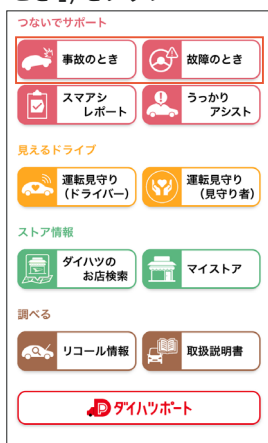 つないでサポート
事故のとき
故障のとき
スマアシ
レポート
うっかり
アシスト
見えるドライブ
運転見守り
(ドライバー)
運転見守り
(見守り者)
ストア情報
ダイハツの
お店検索
マイストア
調べる
リコール情報
取扱説明書
ダイハツポート